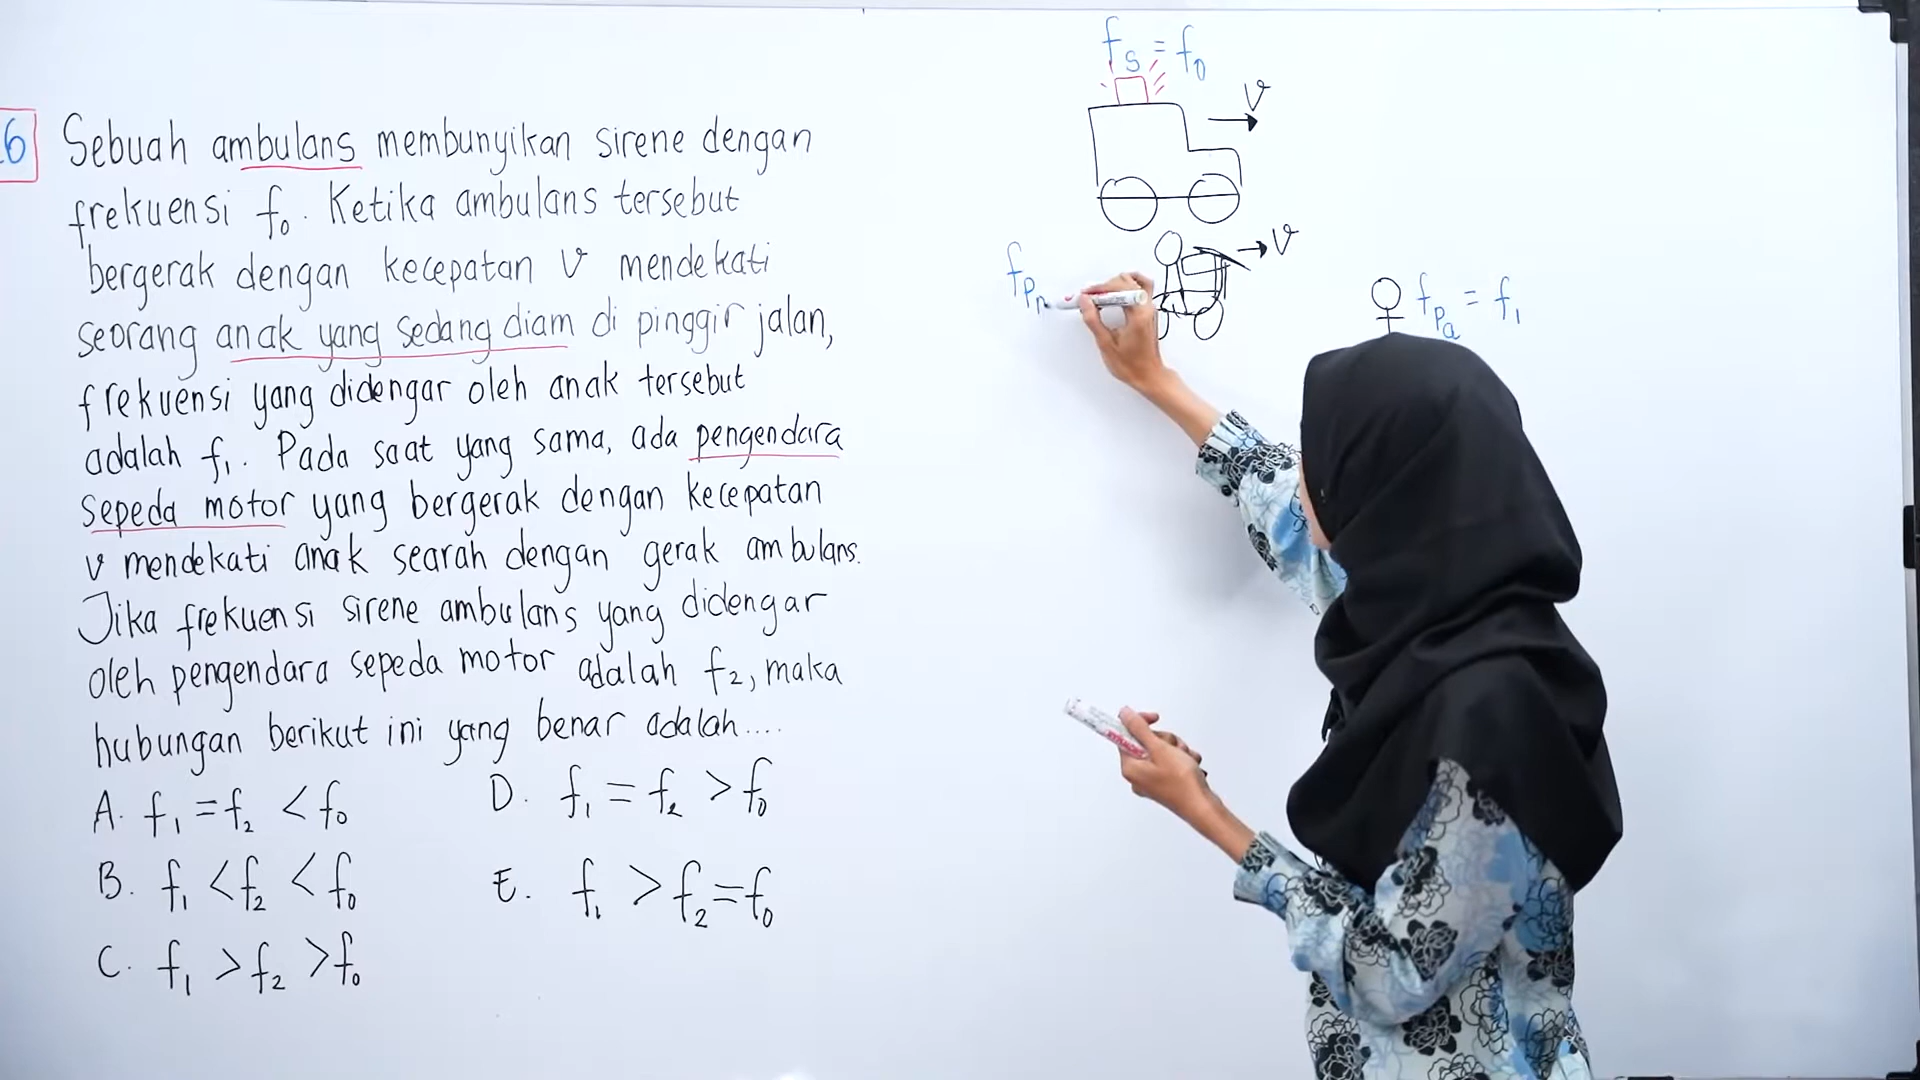 6
Sebuah ambulans membunyikan sirene dengan
frekuensi f₀. Ketika ambulans tersebut
bergerak dengan kecepatan v mendekati
seorang anak yang sedang diam di pinggir jalan,
frekuensi yang didengar oleh anak tersebut
adalah f₁. Pada saat yang sama, ada pengendara
sepeda motor yang bergerak dengan kecepatan
v mendekati anak searah dengan gerak ambulans.
Jika frekuensi sirene ambulans yang didengar
oleh pengendara sepeda motor adalah f₂, maka
hubungan berikut ini yang benar adalah....
A. f₁ = f₂ < f₀
B. f₁ < f₂ < f₀
C. f₁ > f₂ > f₀
D. f₁ = f₂ > f₀
E. f₁ > f₂ = f₀
fs = f₀
v
v
fp
fpa = f₁